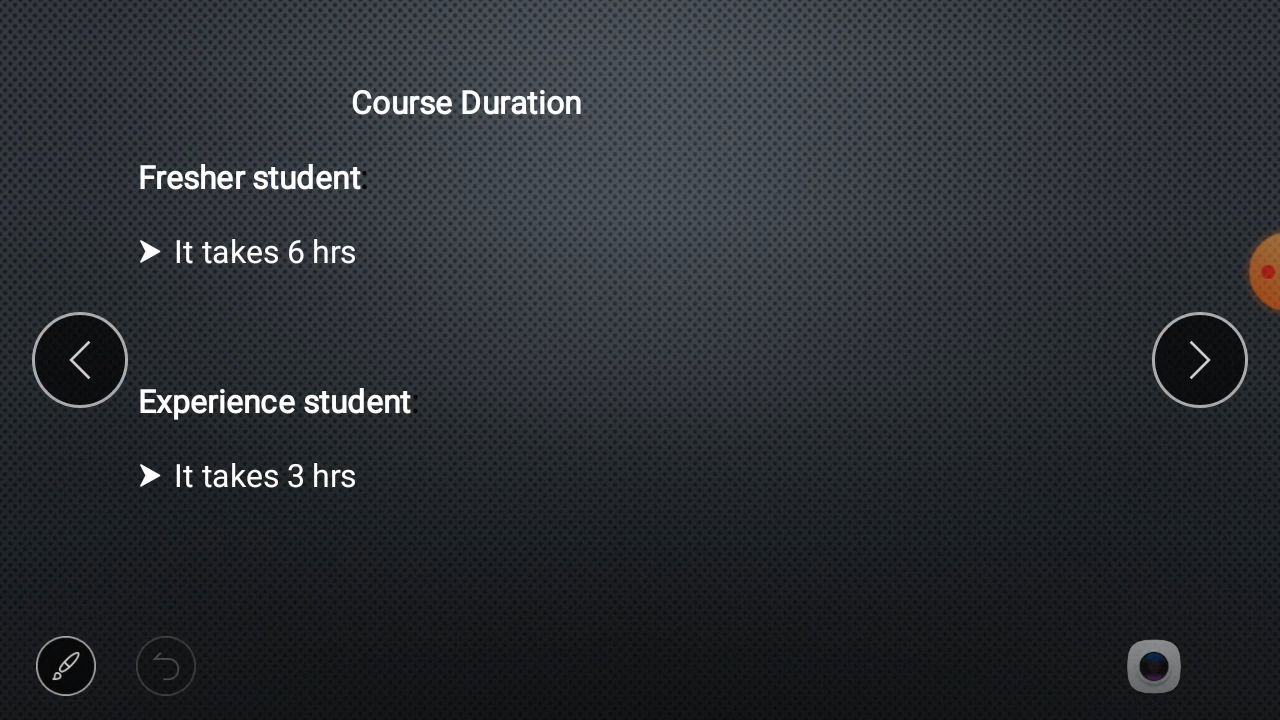 Course Duration
Fresher student
➤ It takes 6 hrs
Experience student
➤ It takes 3 hrs